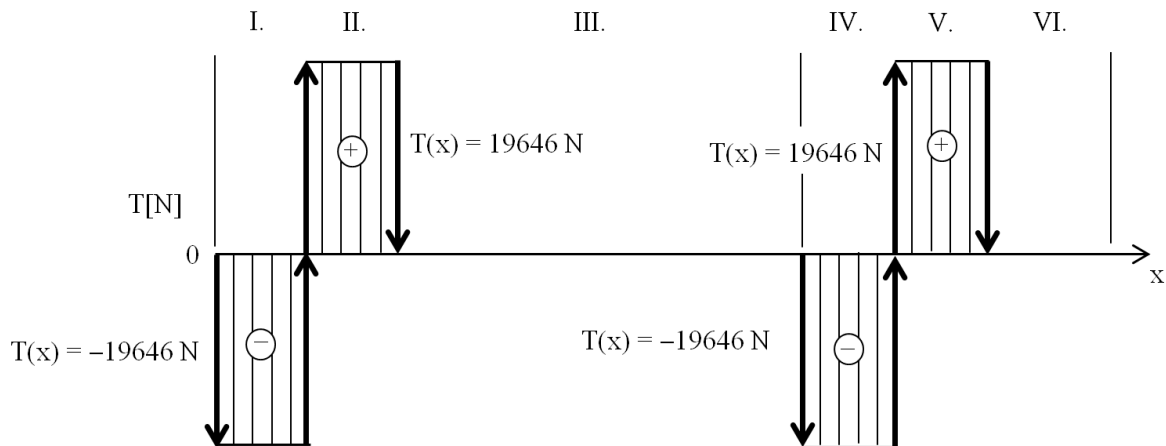 I. II. III. IV. V. VI.
+ T(x) = 19646 N T(x) = 19646 N +
T[N]
0
x
T(x) = –19646 N – T(x) = –19646 N –